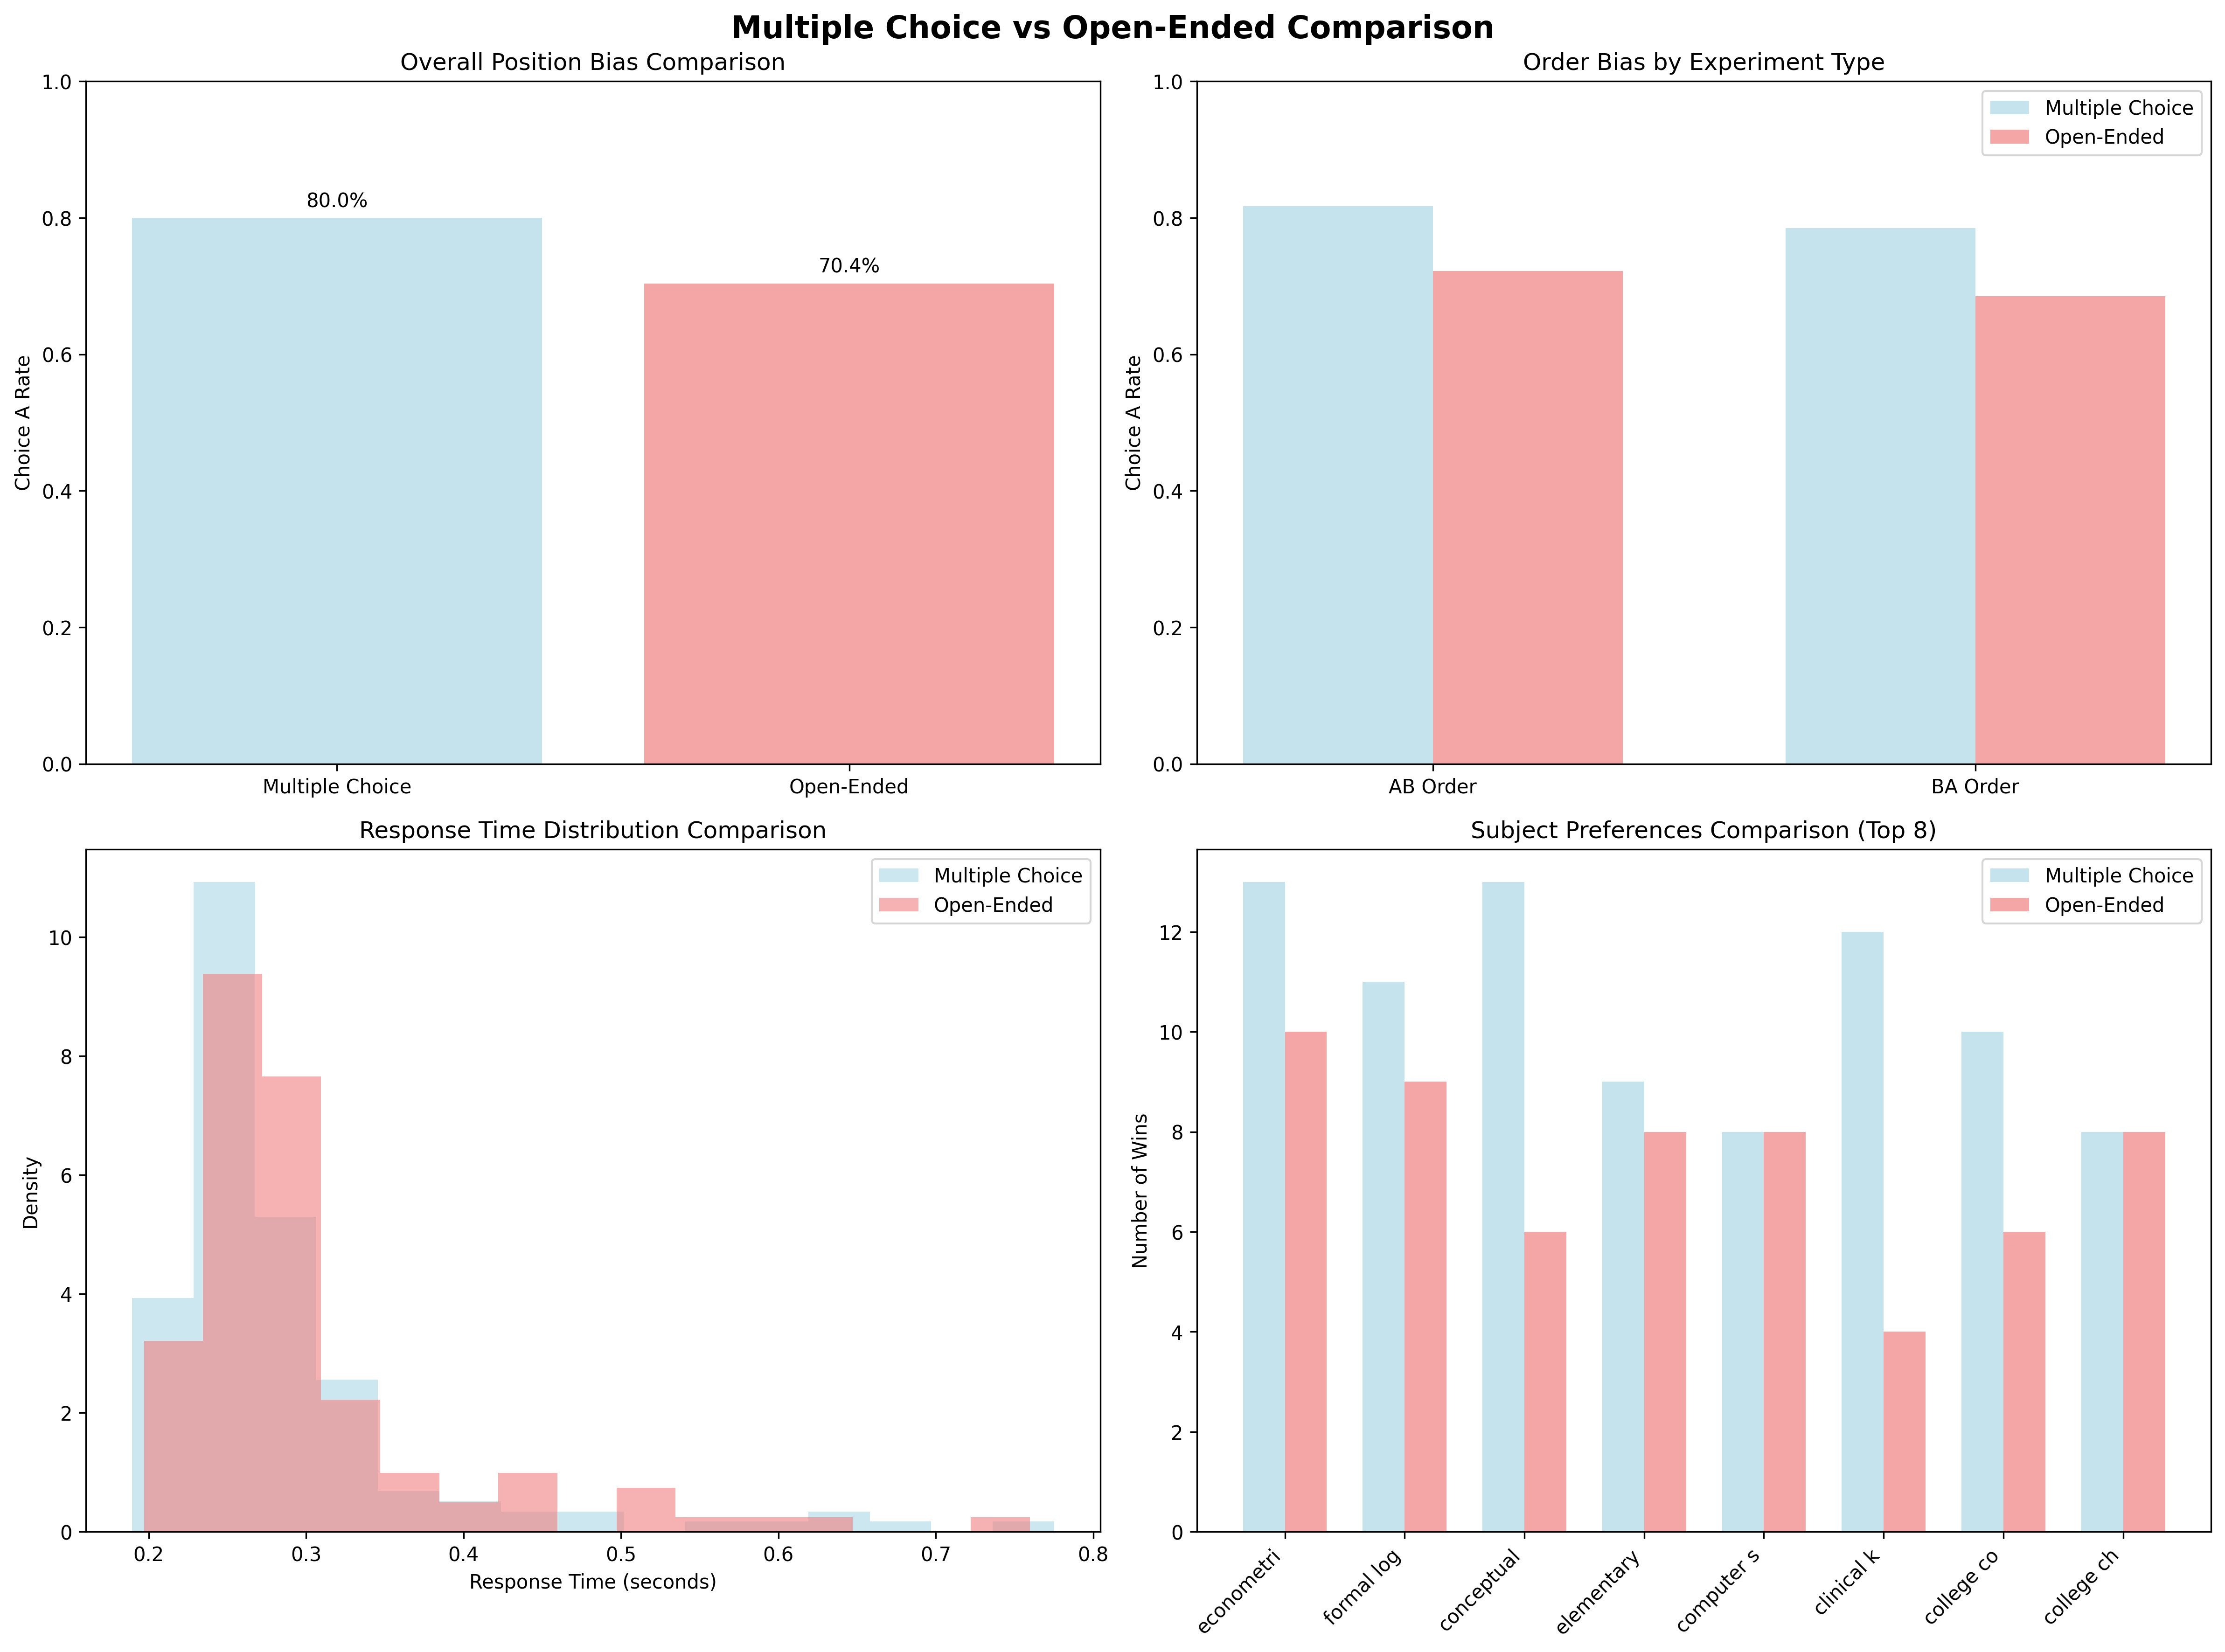 Multiple Choice vs Open-Ended Comparison
Overall Position Bias Comparison
Choice A Rate
1.0
0.8
0.6
0.4
0.2
0.0
80.0%
70.4%
Multiple Choice
Open-Ended
Order Bias by Experiment Type
Choice A Rate
1.0
0.8
0.6
0.4
0.2
0.0
Multiple Choice
Open-Ended
AB Order
BA Order
Response Time Distribution Comparison
Density
10
8
6
4
2
0
Multiple Choice
Open-Ended
0.2
0.3
0.4
0.5
0.6
0.7
0.8
Response Time (seconds)
Subject Preferences Comparison (Top 8)
Number of Wins
12
10
8
6
4
2
0
Multiple Choice
Open-Ended
econometri
formal log
conceptual
elementary
computer s
clinical k
college co
college ch